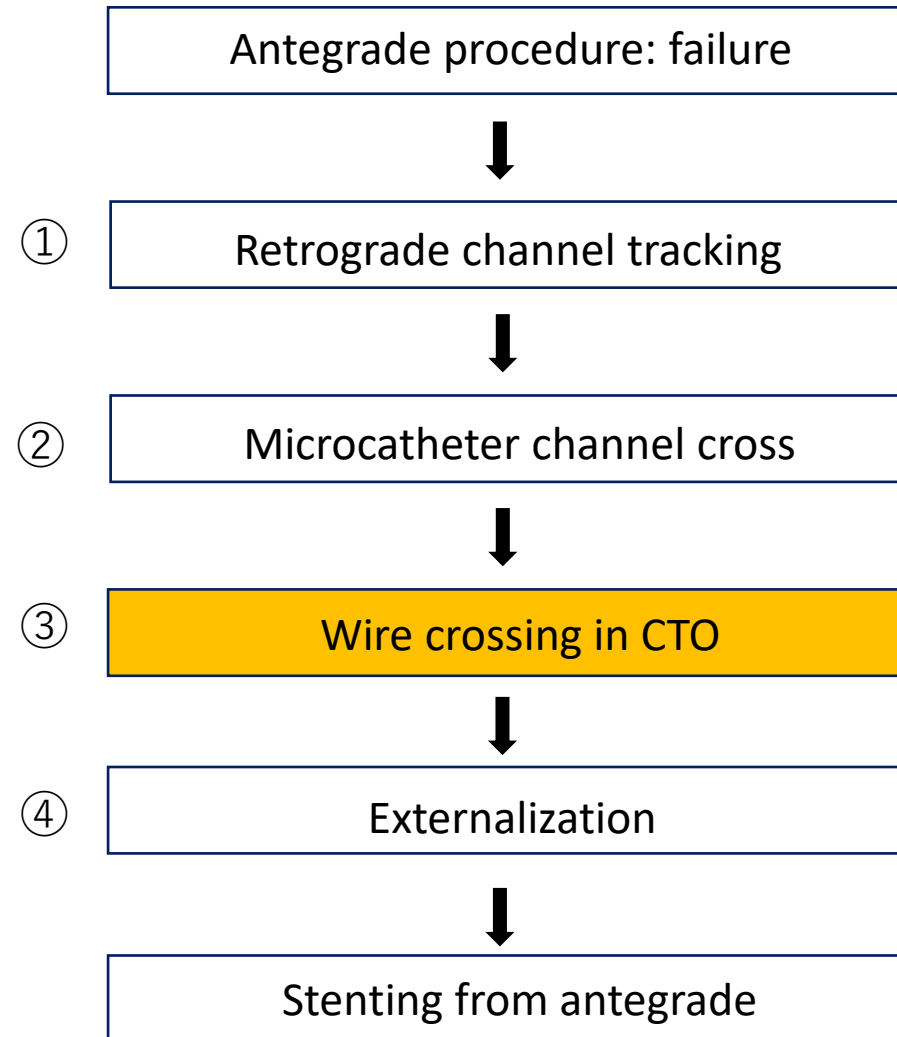 Antegrade procedure: failure
① Retrograde channel tracking
② Microcatheter channel cross
③ Wire crossing in CTO
④ Externalization
Stenting from antegrade